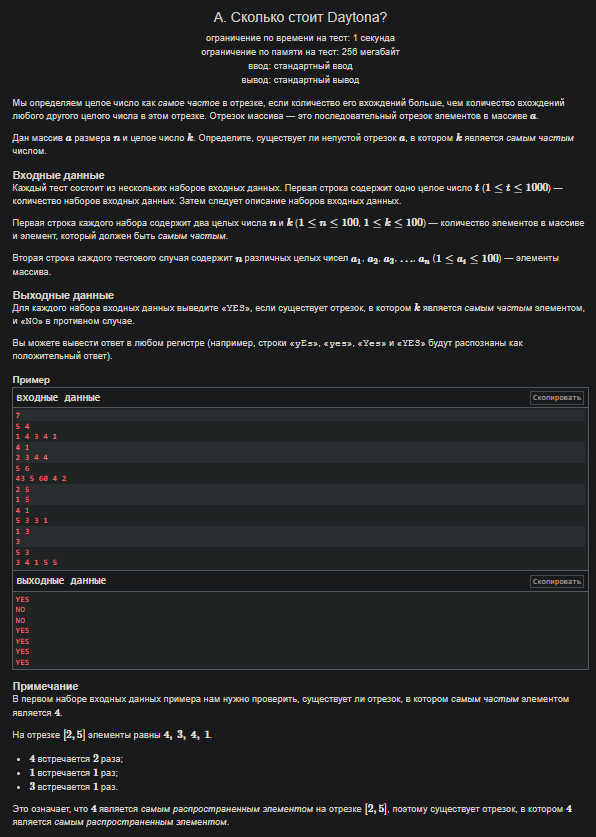 А. Сколько стоит Daytona?
ограничение по времени на тест: 1 секунда
ограничение по памяти на тест: 256 мегабайт
ввод: стандартный ввод
вывод: стандартный вывод
Мы определяем целое число как самое частое в отрезке, если количество его вхождений больше, чем количество вхождений
любого другого целого числа в этом отрезке. Отрезок массива — это последовательный отрезок элементов в массиве a.
Дан массив a размера n и целое число k. Определите, существует ли непустой отрезок a, в котором k является самым частым
числом.
Входные данные
Каждый тест состоит из нескольких наборов входных данных. Первая строка содержит одно целое число t (1 ≤ t ≤ 1000) —
количество наборов входных данных. Затем следует описание наборов входных данных.
Первая строка каждого набора содержит два целых числа n и k (1 ≤ n ≤ 100, 1 ≤ k ≤ 100) — количество элементов в массиве
и элемент, который должен быть самым частым.
Вторая строка каждого тестового случая содержит n различных целых чисел a₁, a₂, a₃, …, aₙ (1 ≤ aᵢ ≤ 100) — элементы
массива.
Выходные данные
Для каждого набора входных данных выведите «YES», если существует отрезок, в котором k является самым частым элементом,
и «NO» в противном случае.
Вы можете вывести ответ в любом регистре (например, строки «yEs», «yes», «Yes» и «YES» будут распознаны как
положительный ответ).
Пример
входные данные
Скопировать
7
5 4
1 4 3 4 1
4 1
2 3 4 4
5 6
43 5 60 4 2
2 5
1 5
4 1
5 3 3 1
1 3
3
5 3
3 4 1 5 5
выходные данные
Скопировать
YES
NO
NO
YES
YES
YES
YES
Примечание
В первом наборе входных данных примера нам нужно проверить, существует ли отрезок, в котором самым частым элементом
является 4.
На отрезке [2, 5] элементы равны 4, 3, 4, 1.
• 4 встречается 2 раза;
• 1 встречается 1 раз;
• 3 встречается 1 раз.
Это означает, что 4 является самым распространенным элементом на отрезке [2, 5], поэтому существует отрезок, в котором 4
является самым распространенным элементом.